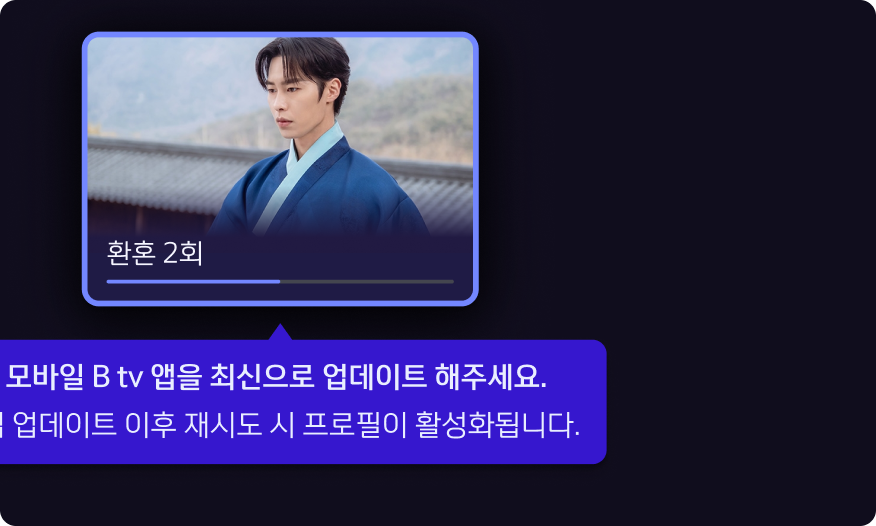 환혼 2회
모바일 B tv 앱을 최신으로 업데이트 해주세요.
업데이트 이후 재시도 시 프로필이 활성화됩니다.